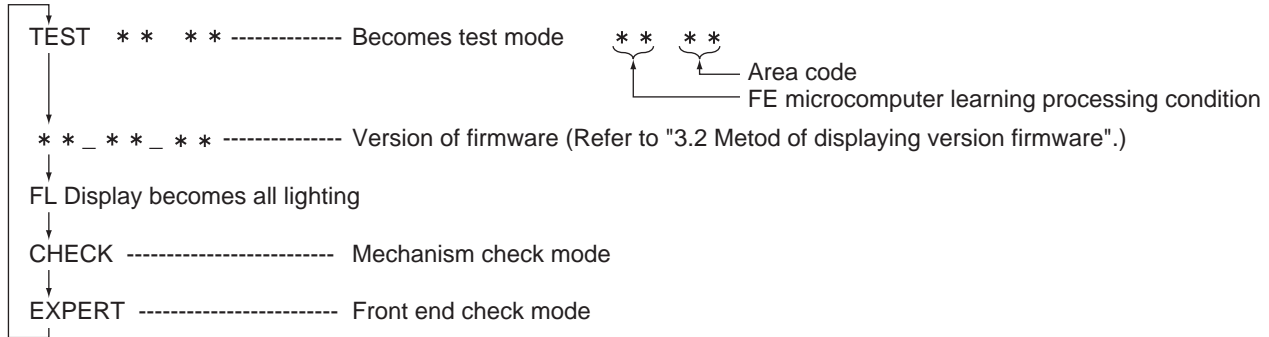 TEST ** ** -------------- Becomes test mode ** **
Area code
FE microcomputer learning processing condition
**_**_** --------------- Version of firmware (Refer to "3.2 Metod of displaying version firmware".)
FL Display becomes all lighting
CHECK -------------------------- Mechanism check mode
EXPERT ------------------------- Front end check mode